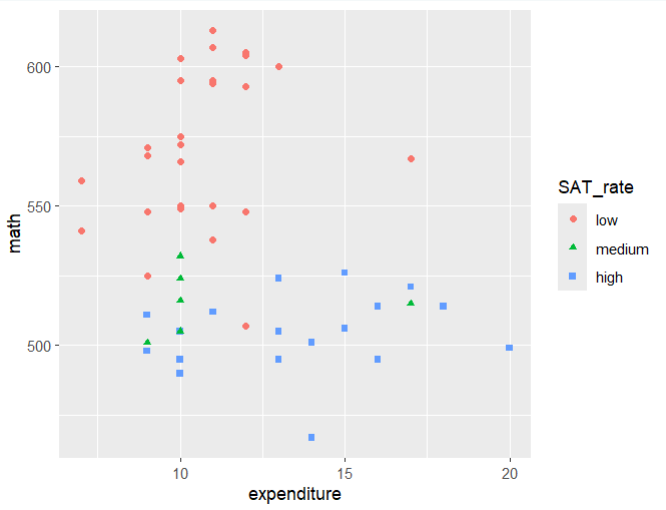 600
550
500
math
10 15 20
expenditure
SAT_rate
low
medium
high